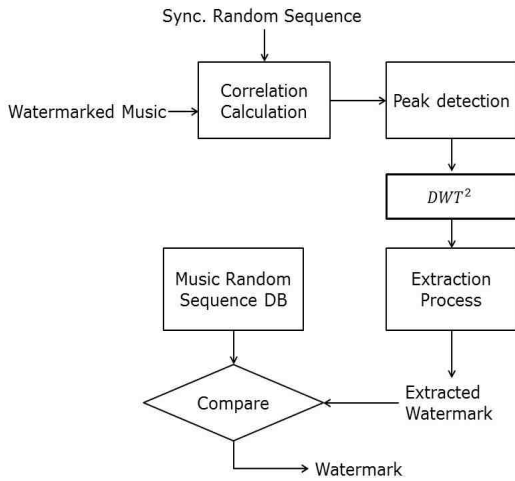 Sync. Random Sequence
Correlation
Calculation
Peak detection
Watermarked Music
DWT²
Music Random
Sequence DB
Extraction
Process
Compare
Extracted
Watermark
Watermark